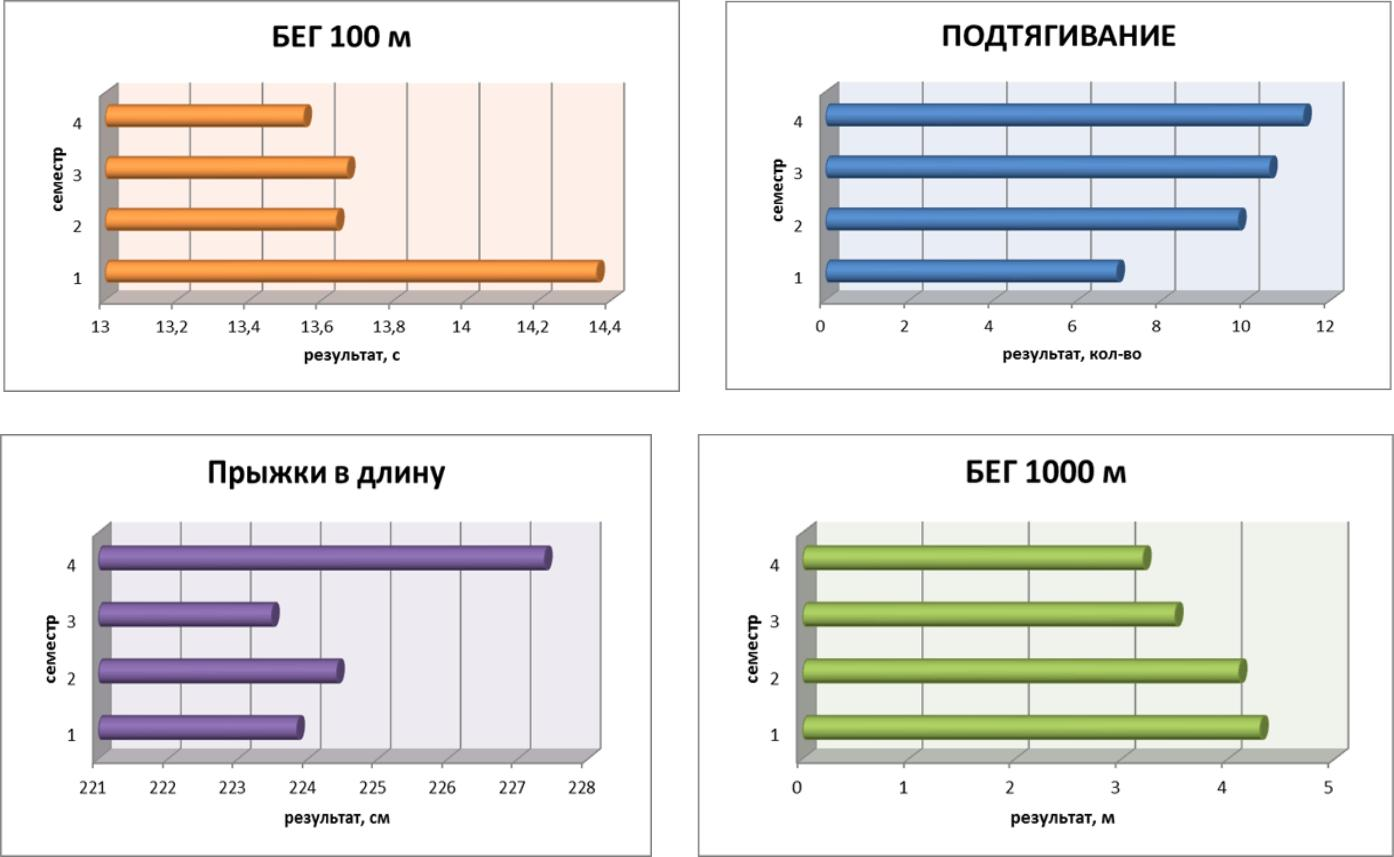 БЕГ 100 м
семестр
4
3
2
1
13 13,2 13,4 13,6 13,8 14 14,2 14,4
результат, с
ПОДТЯГИВАНИЕ
семестр
4
3
2
1
0 2 4 6 8 10 12
результат, кол-во
Прыжки в длину
семестр
4
3
2
1
221 222 223 224 225 226 227 228
результат, см
БЕГ 1000 м
семестр
4
3
2
1
0 1 2 3 4 5
результат, м